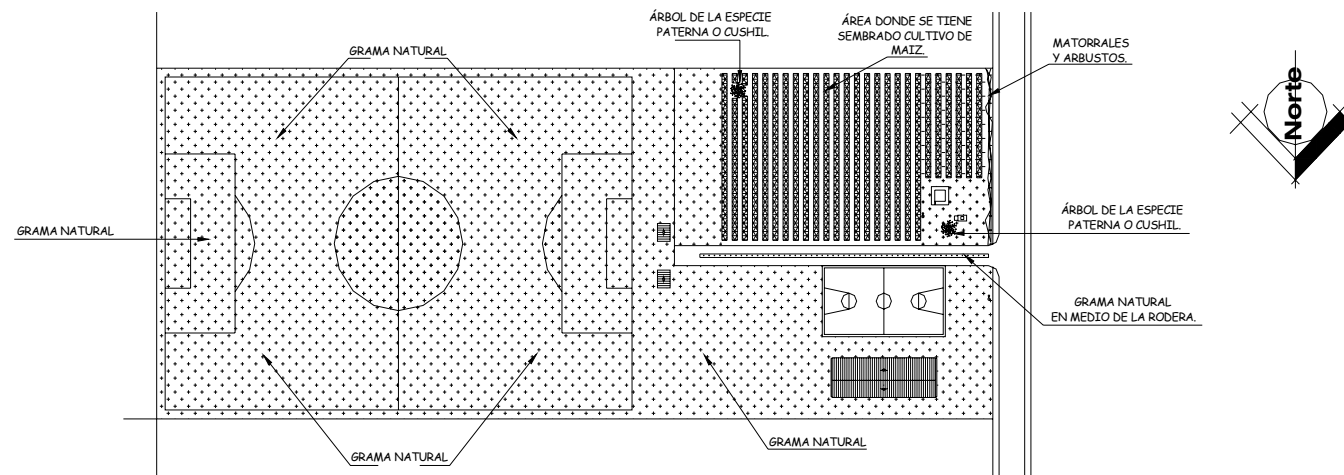 ÁRBOL DE LA ESPECIE
PATERNA O CUSHIL.
ÁREA DONDE SE TIENE
SEMBRADO CULTIVO DE
MAIZ.
MATORRALES
Y ARBUSTOS.
GRAMA NATURAL
Norte
GRAMA NATURAL
ÁRBOL DE LA ESPECIE
PATERNA O CUSHIL.
GRAMA NATURAL
EN MEDIO DE LA RODERA.
GRAMA NATURAL
GRAMA NATURAL